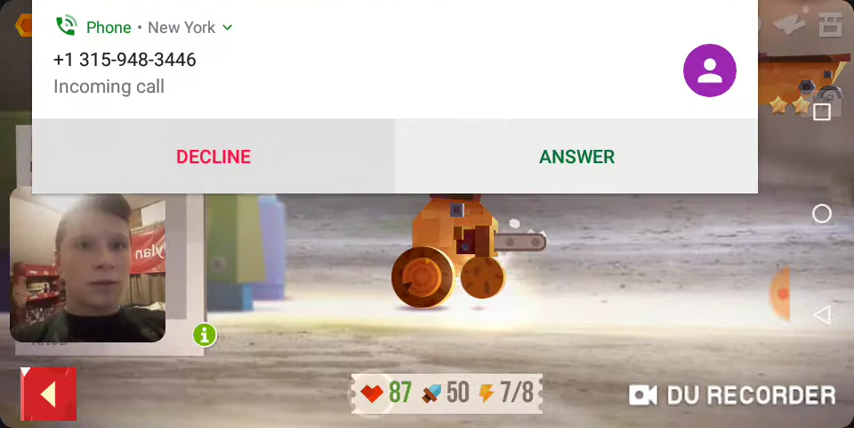 Phone • New York
+1 315-948-3446
Incoming call
DECLINE
ANSWER
87 50 7/8
DU RECORDER